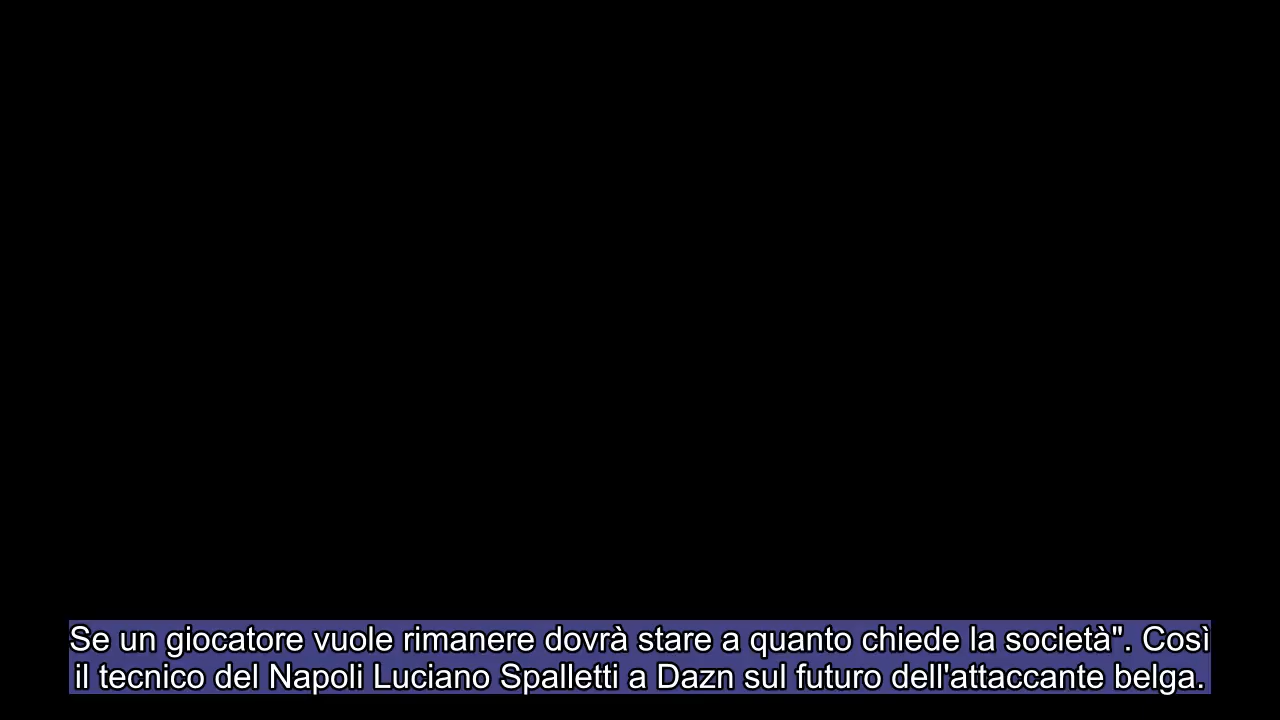 Se un giocatore vuole rimanere dovrà stare a quanto chiede la società". Così
il tecnico del Napoli Luciano Spalletti a Dazn sul futuro dell'attaccante belga.